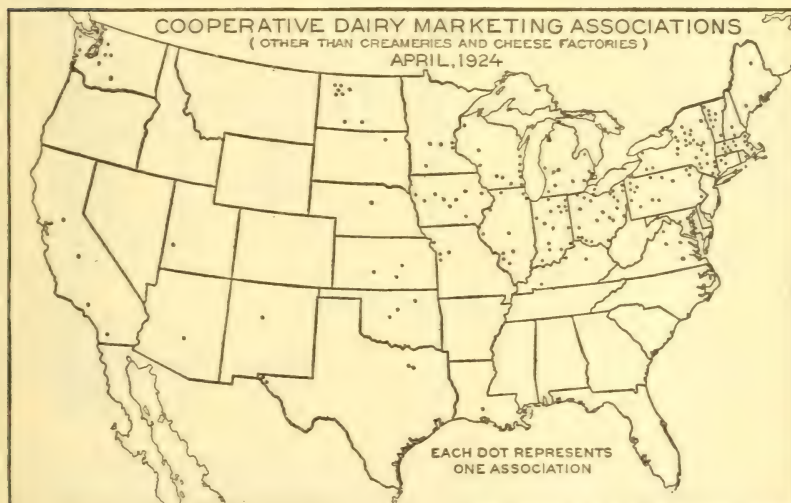 COOPERATIVE DAIRY MARKETING ASSOCIATIONS
( OTHER THAN CREAMERIES AND CHEESE FACTORIES )
APRIL, 1924
EACH DOT REPRESENTS
ONE ASSOCIATION